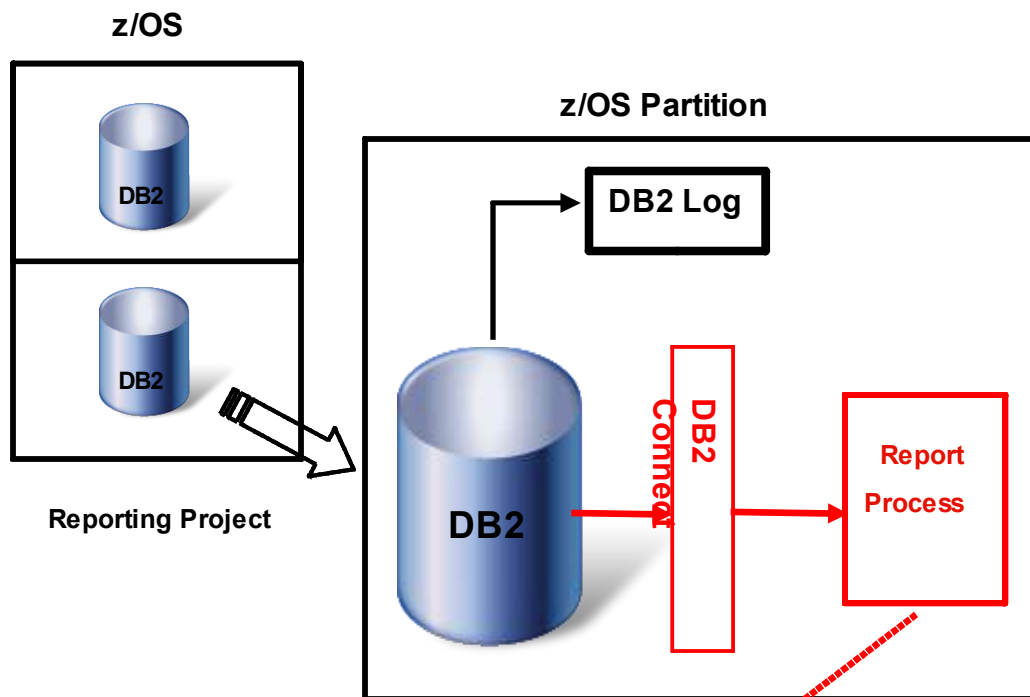 z/OS
DB2
DB2
Reporting Project
z/OS Partition
DB2 Log
DB2
DB2
Connect
Report
Process